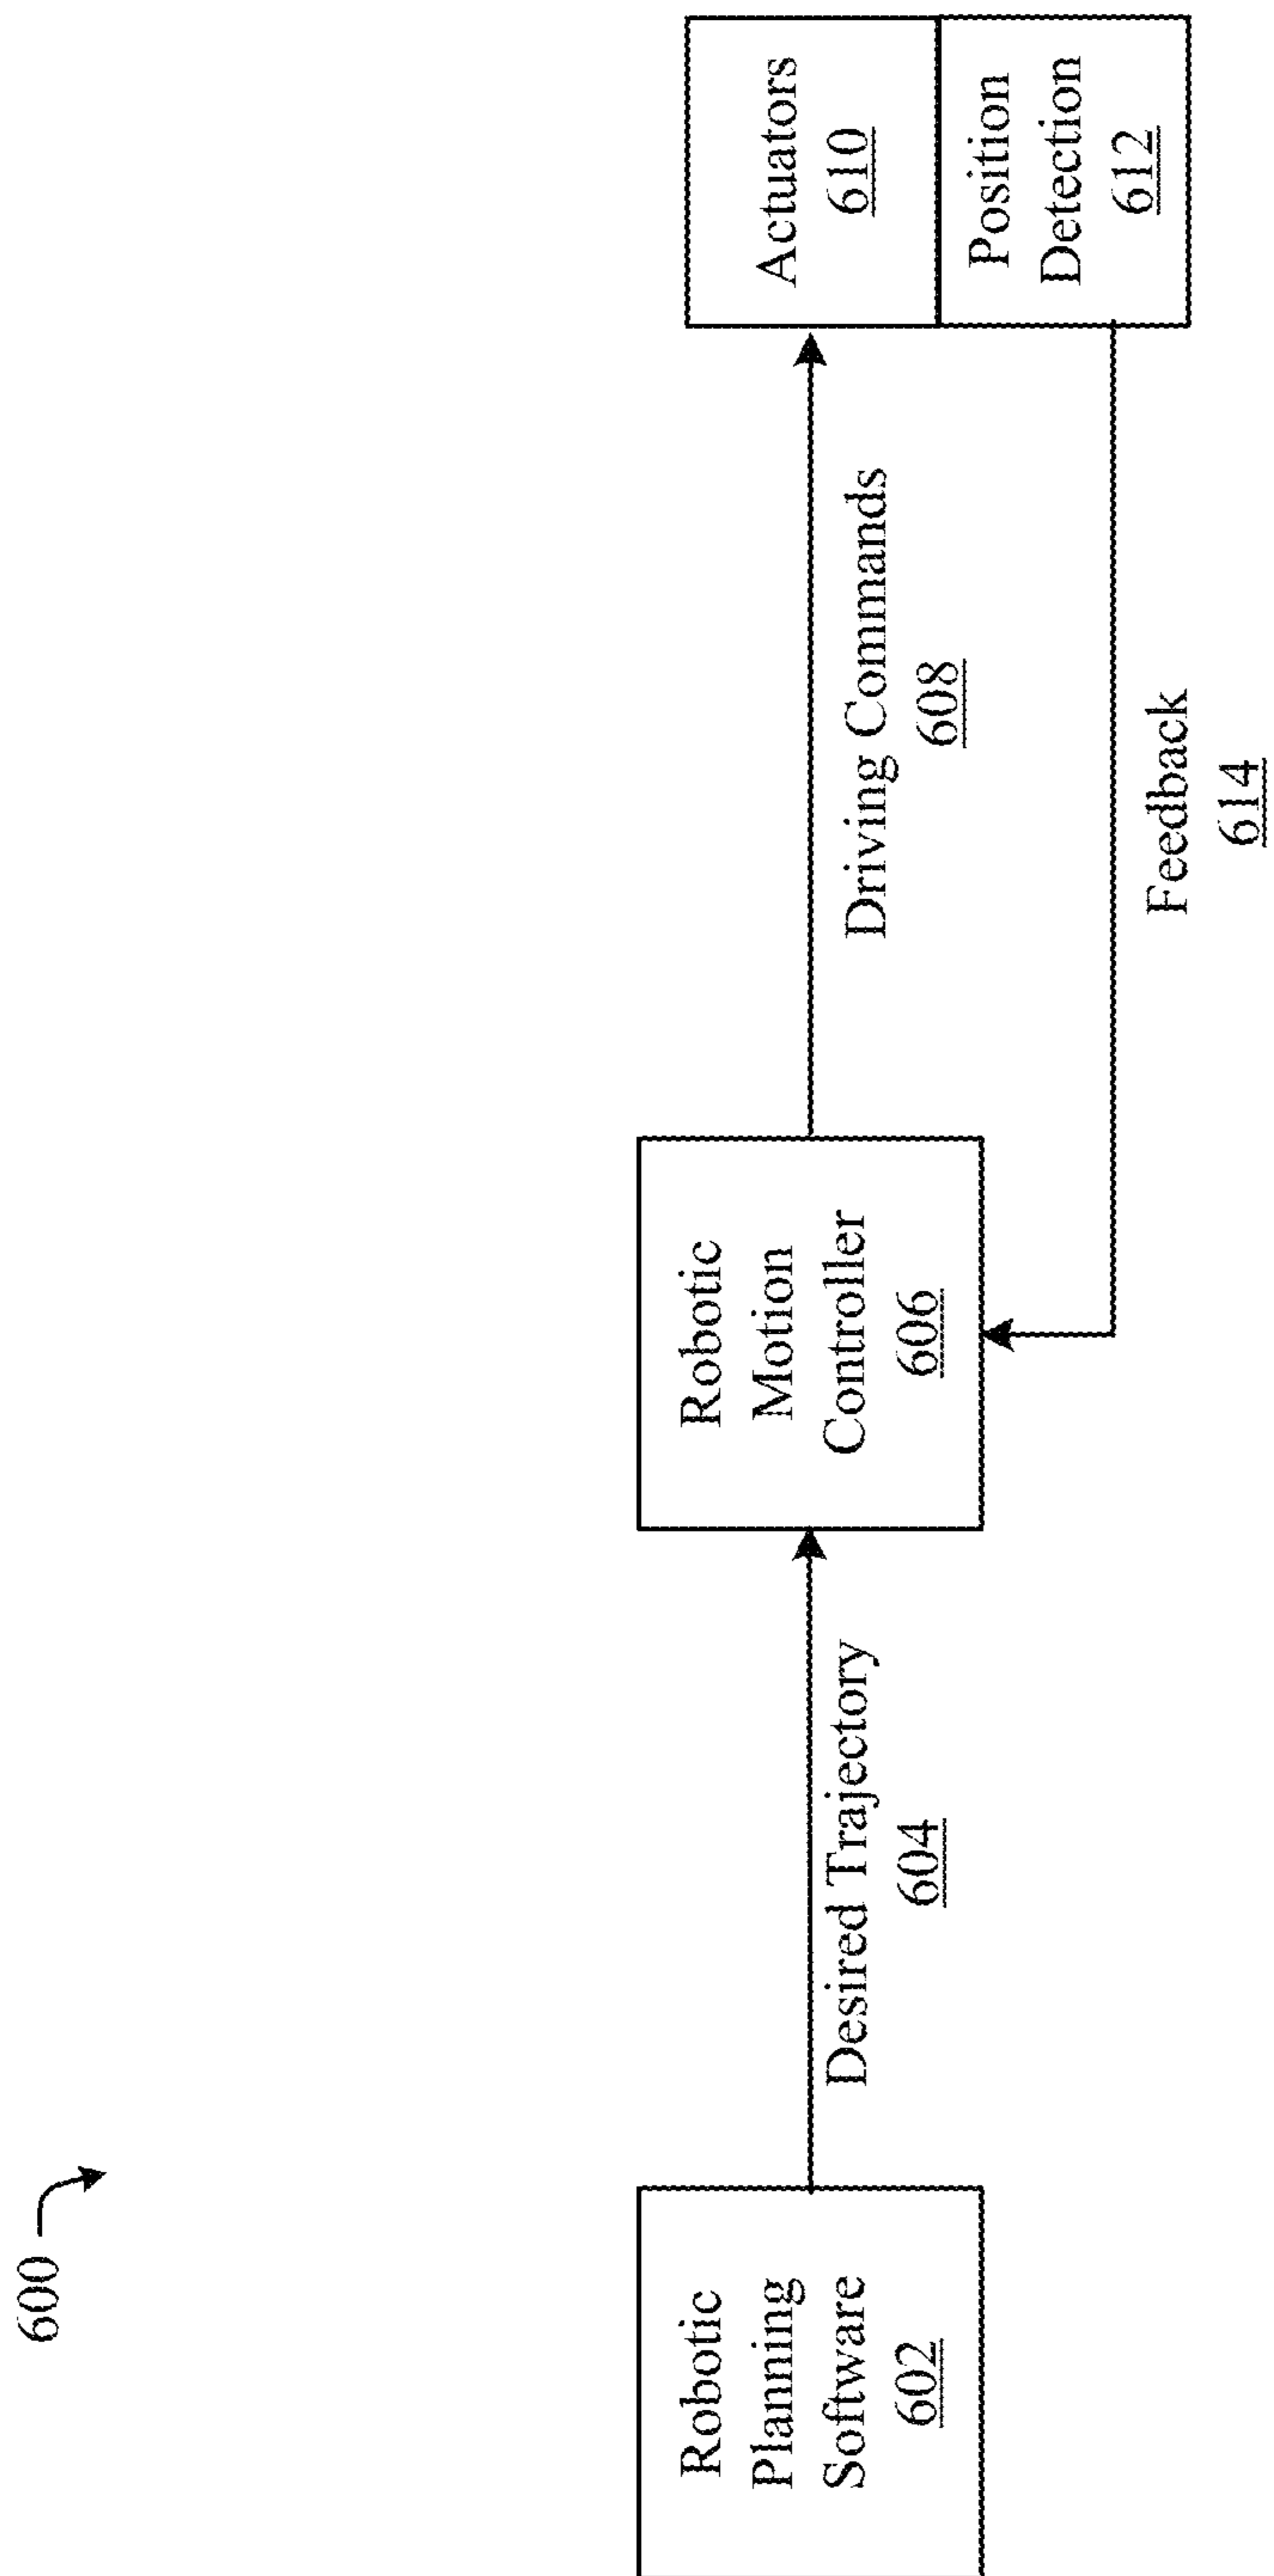 600
Robotic
Planning
Software
602
Desired Trajectory
604
Robotic
Motion
Controller
606
Driving Commands
608
Feedback
614
Actuators
610
Position
Detection
612